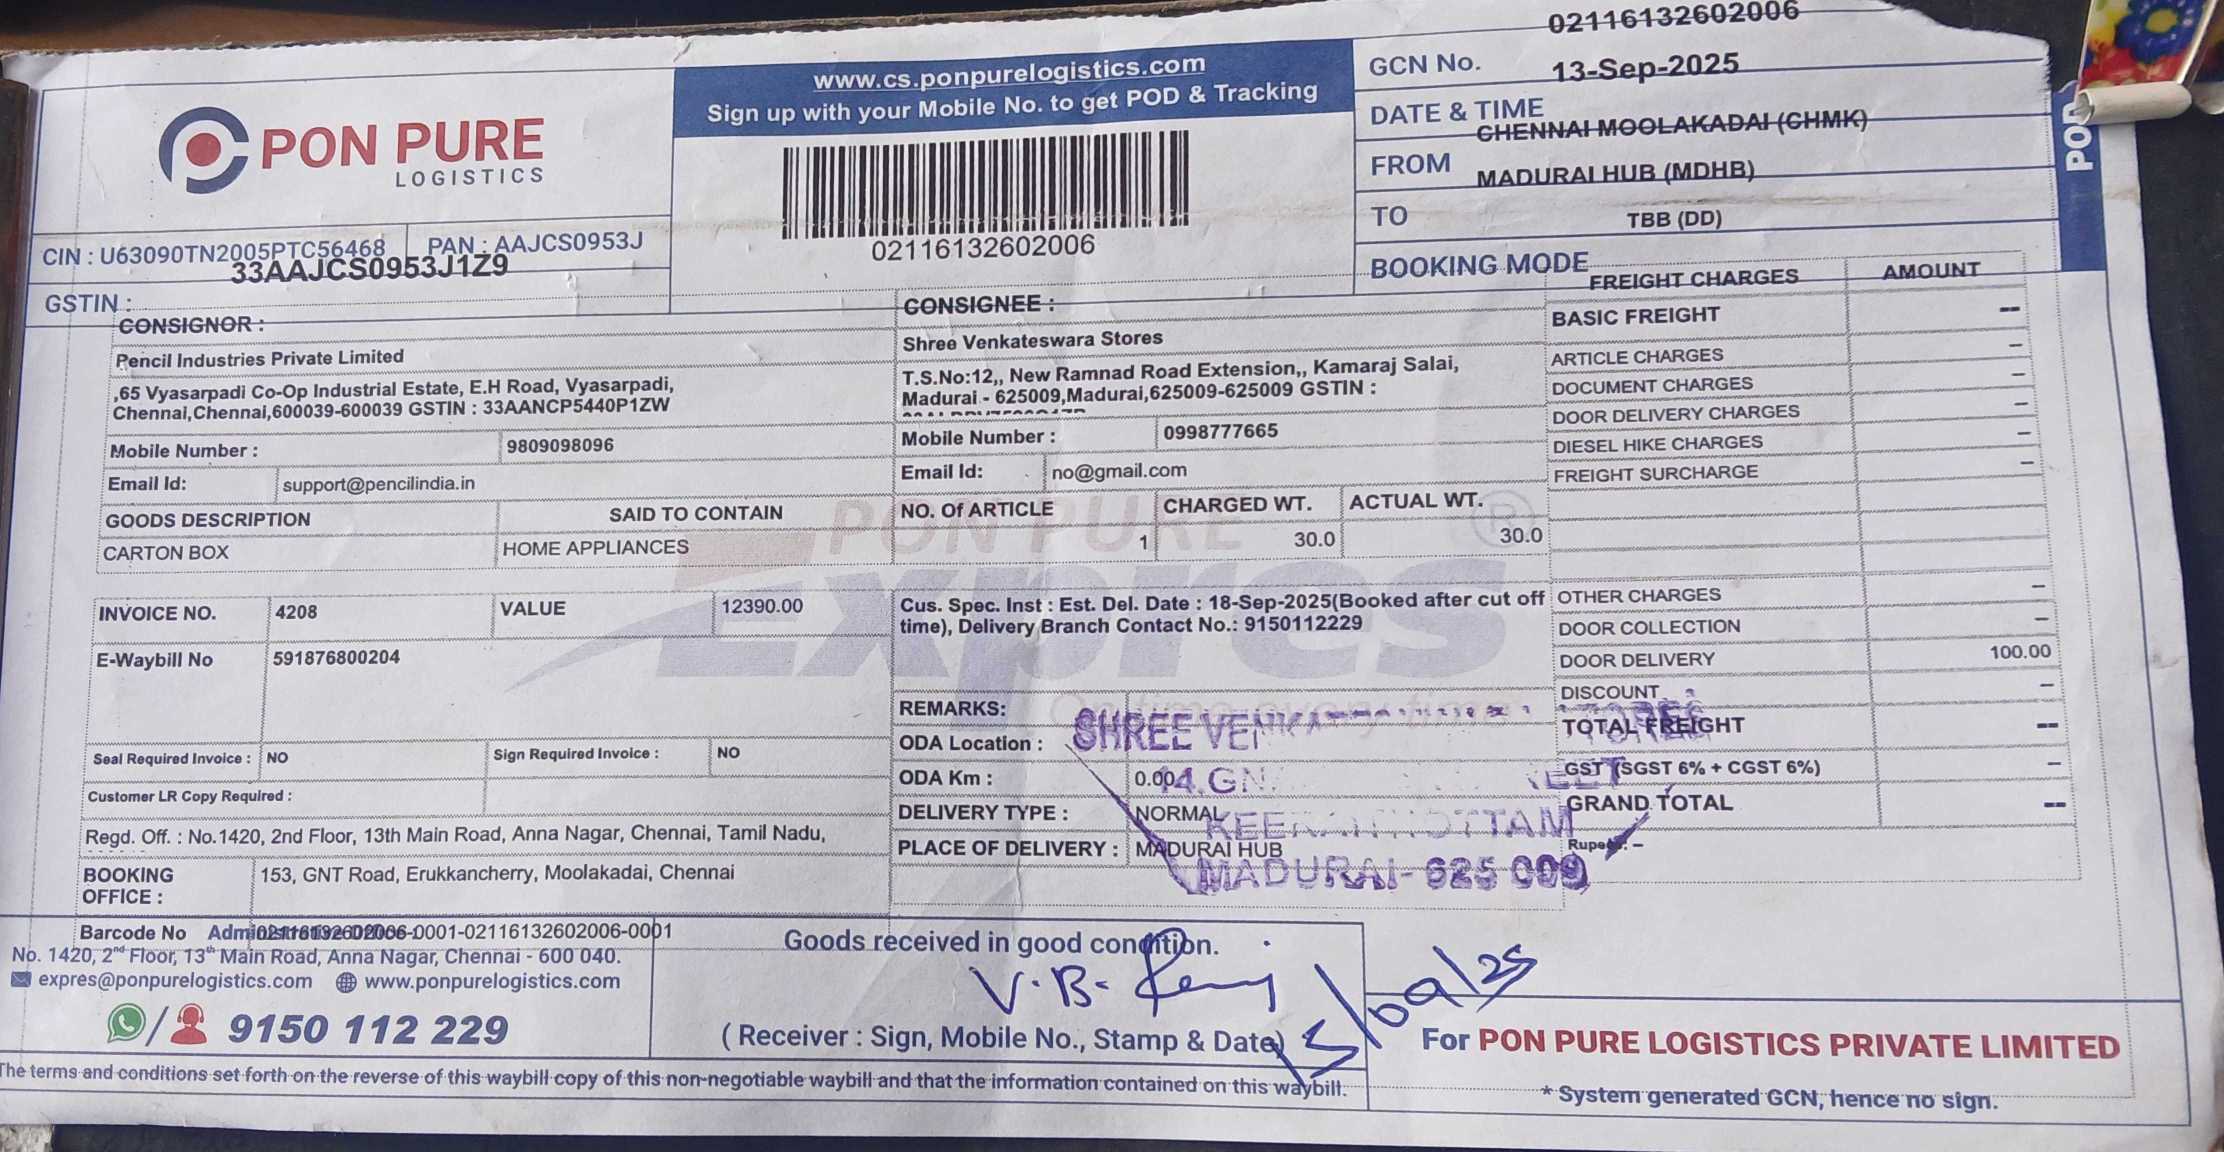 PON PURE
LOGISTICS
CIN : U63090TN2005PTC56468 PAN : AAJCS0953J
33AAJCS0953J1Z9
GSTIN :
www.cs.ponpurelogistics.com
Sign up with your Mobile No. to get POD & Tracking
02116132602006
02116132602006
GCN No.
13-Sep-2025
DATE & TIME
CHENNAI MOOLAKADAI (CHMK)
FROM
MADURAI HUB (MDHB)
TO
TBB (DD)
BOOKING MODE
POD
CONSIGNOR :
Pencil Industries Private Limited
,65 Vyasarpadi Co-Op Industrial Estate, E.H Road, Vyasarpadi,
Chennai,Chennai,600039-600039 GSTIN : 33AANCP5440P1ZW
Mobile Number : 9809098096
Email Id: support@pencilindia.in
CONSIGNEE :
Shree Venkateswara Stores
T.S.No:12,, New Ramnad Road Extension,, Kamaraj Salai,
Madurai - 625009,Madurai,625009-625009 GSTIN :
Mobile Number : 0998777665
Email Id: no@gmail.com
GOODS DESCRIPTION SAID TO CONTAIN NO. Of ARTICLE CHARGED WT. ACTUAL WT.
CARTON BOX HOME APPLIANCES 1 30.0 30.0
PON PURE
Expres
INVOICE NO. 4208 VALUE 12390.00
E-Waybill No 591876800204
Seal Required Invoice : NO Sign Required Invoice : NO
Customer LR Copy Required :
Regd. Off. : No.1420, 2nd Floor, 13th Main Road, Anna Nagar, Chennai, Tamil Nadu,
BOOKING OFFICE : 153, GNT Road, Erukkancherry, Moolakadai, Chennai
Cus. Spec. Inst : Est. Del. Date : 18-Sep-2025(Booked after cut off
time), Delivery Branch Contact No.: 9150112229
REMARKS:
ODA Location :
ODA Km : 0.00
DELIVERY TYPE : NORMAL
PLACE OF DELIVERY : MADURAI HUB
SHREE
MADURAI- 625 009
FREIGHT CHARGES AMOUNT
BASIC FREIGHT --
ARTICLE CHARGES -
DOCUMENT CHARGES -
DOOR DELIVERY CHARGES -
DIESEL HIKE CHARGES -
FREIGHT SURCHARGE -
OTHER CHARGES -
DOOR COLLECTION -
DOOR DELIVERY 100.00
DISCOUNT -
TOTAL FREIGHT --
GST (SGST 6% + CGST 6%) -
GRAND TOTAL --
Barcode No 02116132602006-0001-02116132602006-0001
No. 1420, 2nd Floor, 13th Main Road, Anna Nagar, Chennai - 600 040.
expres@ponpurelogistics.com www.ponpurelogistics.com
9150 112 229
Goods received in good condition.
V.B.
15/09/25
( Receiver : Sign, Mobile No., Stamp & Date)
For PON PURE LOGISTICS PRIVATE LIMITED
The terms and conditions set forth on the reverse of this waybill copy of this non-negotiable waybill and that the information contained on this waybill.
* System generated GCN, hence no sign.